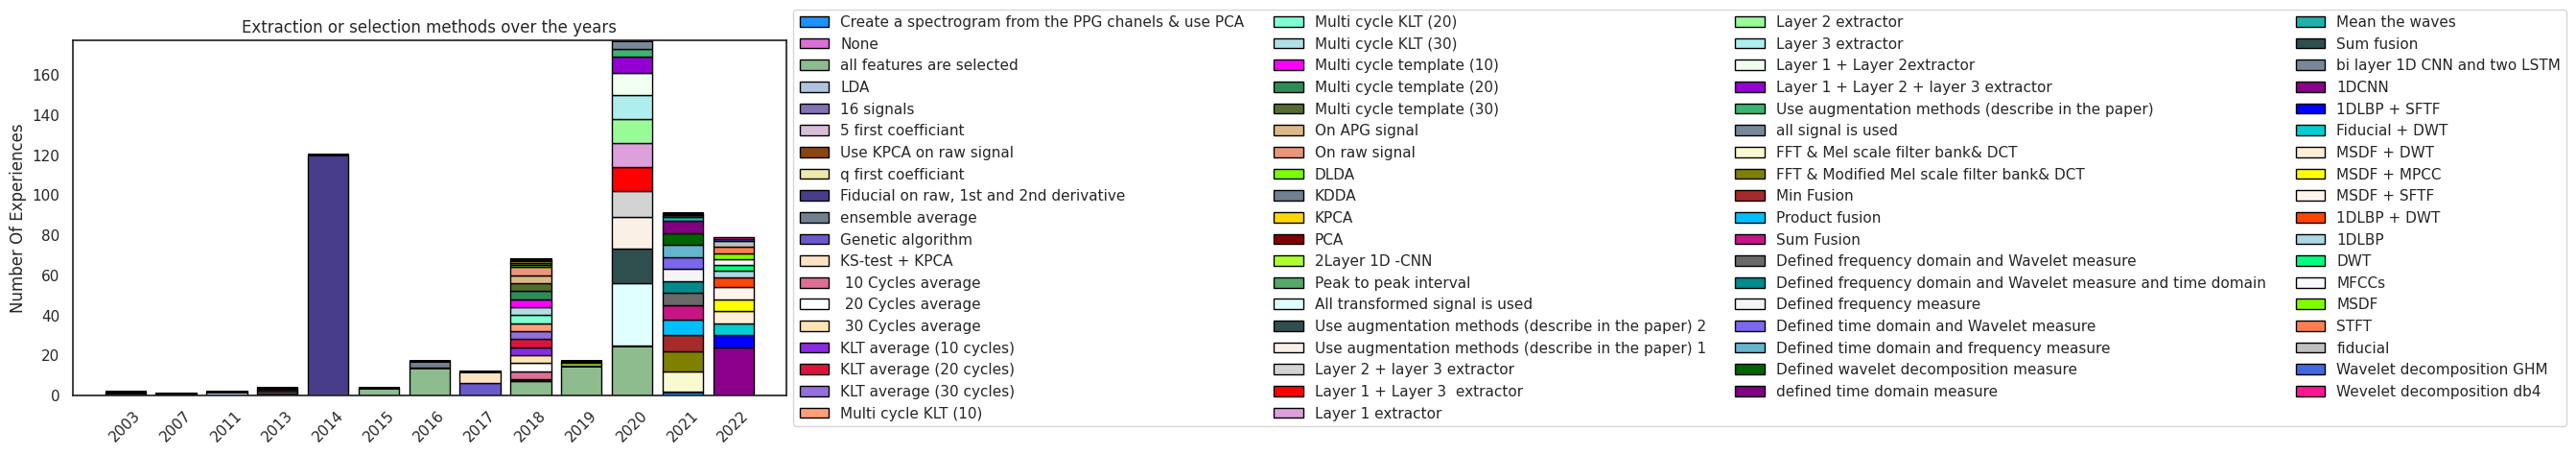 Extraction or selection methods over the years
Number Of Experiences
160
140
120
100
80
60
40
20
0
2003
2007
2011
2013
2014
2015
2016
2017
2018
2019
2020
2021
2022
Create a spectrogram from the PPG chanels & use PCA
None
all features are selected
LDA
16 signals
5 first coefficiant
Use KPCA on raw signal
q first coefficiant
Fiducial on raw, 1st and 2nd derivative
ensemble average
Genetic algorithm
KS-test + KPCA
10 Cycles average
20 Cycles average
30 Cycles average
KLT average (10 cycles)
KLT average (20 cycles)
KLT average (30 cycles)
Multi cycle KLT (10)
Multi cycle KLT (20)
Multi cycle KLT (30)
Multi cycle template (10)
Multi cycle template (20)
Multi cycle template (30)
On APG signal
On raw signal
DLDA
KDDA
KPCA
PCA
2Layer 1D -CNN
Peak to peak interval
All transformed signal is used
Use augmentation methods (describe in the paper) 2
Use augmentation methods (describe in the paper) 1
Layer 2 + layer 3 extractor
Layer 1 + Layer 3  extractor
Layer 1 extractor
Layer 2 extractor
Layer 3 extractor
Layer 1 + Layer 2extractor
Layer 1 + Layer 2 + layer 3 extractor
Use augmentation methods (describe in the paper)
all signal is used
FFT & Mel scale filter bank& DCT
FFT & Modified Mel scale filter bank& DCT
Min Fusion
Product fusion
Sum Fusion
Defined frequency domain and Wavelet measure
Defined frequency domain and Wavelet measure and time domain
Defined frequency measure
Defined time domain and Wavelet measure
Defined time domain and frequency measure
Defined wavelet decomposition measure
defined time domain measure
Mean the waves
Sum fusion
bi layer 1D CNN and two LSTM
1DCNN
1DLBP + SFTF
Fiducial + DWT
MSDF + DWT
MSDF + MPCC
MSDF + SFTF
1DLBP + DWT
1DLBP
DWT
MFCCs
MSDF
STFT
fiducial
Wavelet decomposition GHM
Wevelet decomposition db4